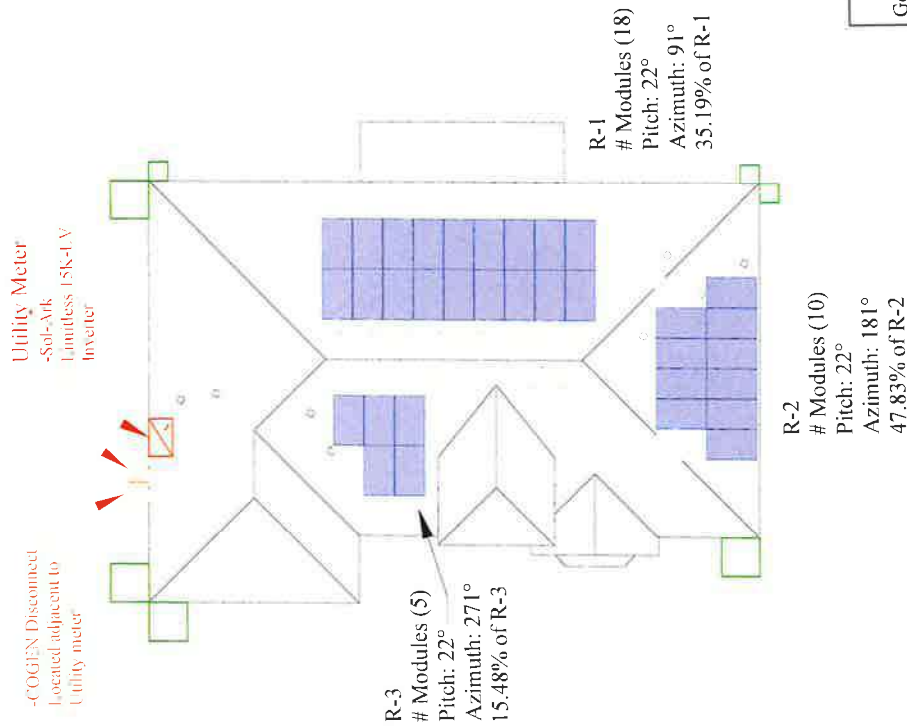 Utility Meter
-Sol-Ark
Limitless 15K-LV
Inverter
-COGEN Disconnect
Located adjacent to
Utility meter
R-1
# Modules (18)
Pitch: 22°
Azimuth: 91°
35.19% of R-1
R-3
# Modules (5)
Pitch: 22°
Azimuth: 271°
15.48% of R-3
R-2
# Modules (10)
Pitch: 22°
Azimuth: 181°
47.83% of R-2